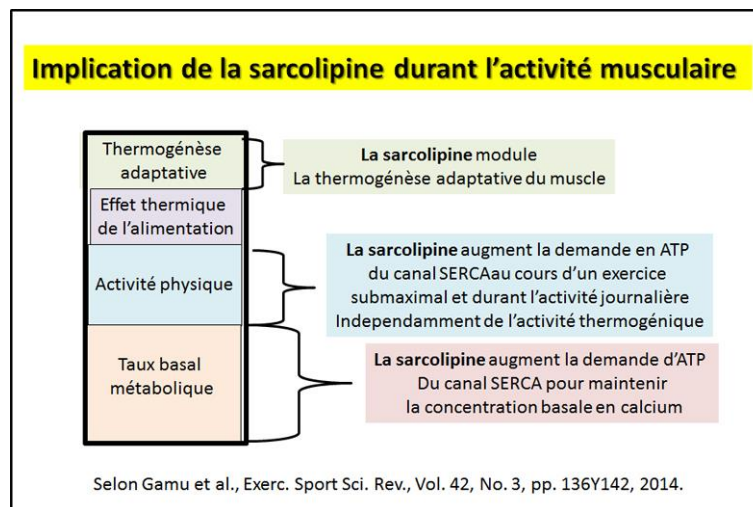 Implication de la sarcolipine durant l’activité musculaire
Thermogénèse
adaptative
La sarcolipine module
La thermogénèse adaptative du muscle
Effet thermique
de l’alimentation
Activité physique
La sarcolipine augment la demande en ATP
du canal SERCAau cours d’un exercice
submaximal et durant l’activité journalière
Independamment de l’activité thermogénique
Taux basal
métabolique
La sarcolipine augment la demande d’ATP
Du canal SERCA pour maintenir
la concentration basale en calcium
Selon Gamu et al., Exerc. Sport Sci. Rev., Vol. 42, No. 3, pp. 136Y142, 2014.